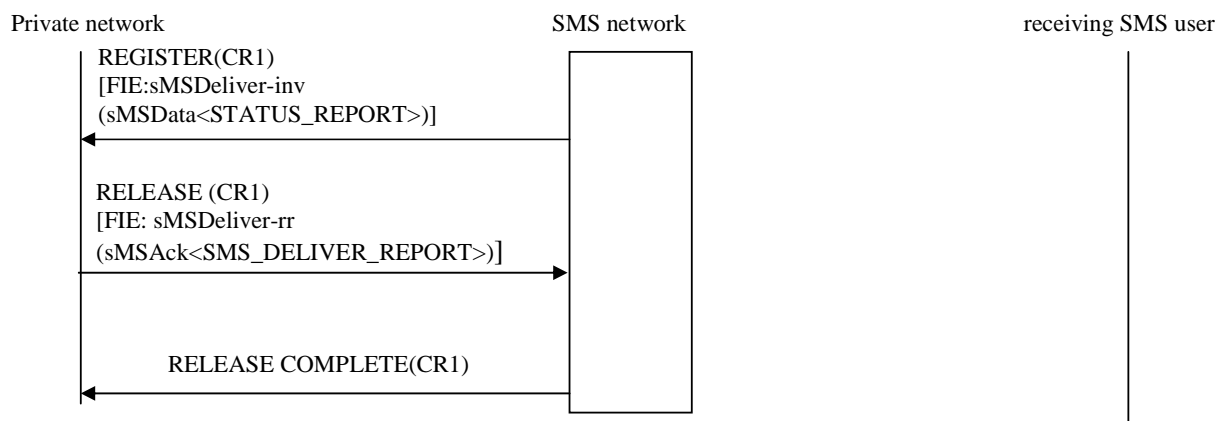 Private network
SMS network
receiving SMS user
REGISTER(CR1)
[FIE:sMSDeliver-inv
(sMSData<STATUS_REPORT>)]
RELEASE (CR1)
[FIE: sMSDeliver-rr
(sMSAck<SMS_DELIVER_REPORT>)]
RELEASE COMPLETE(CR1)